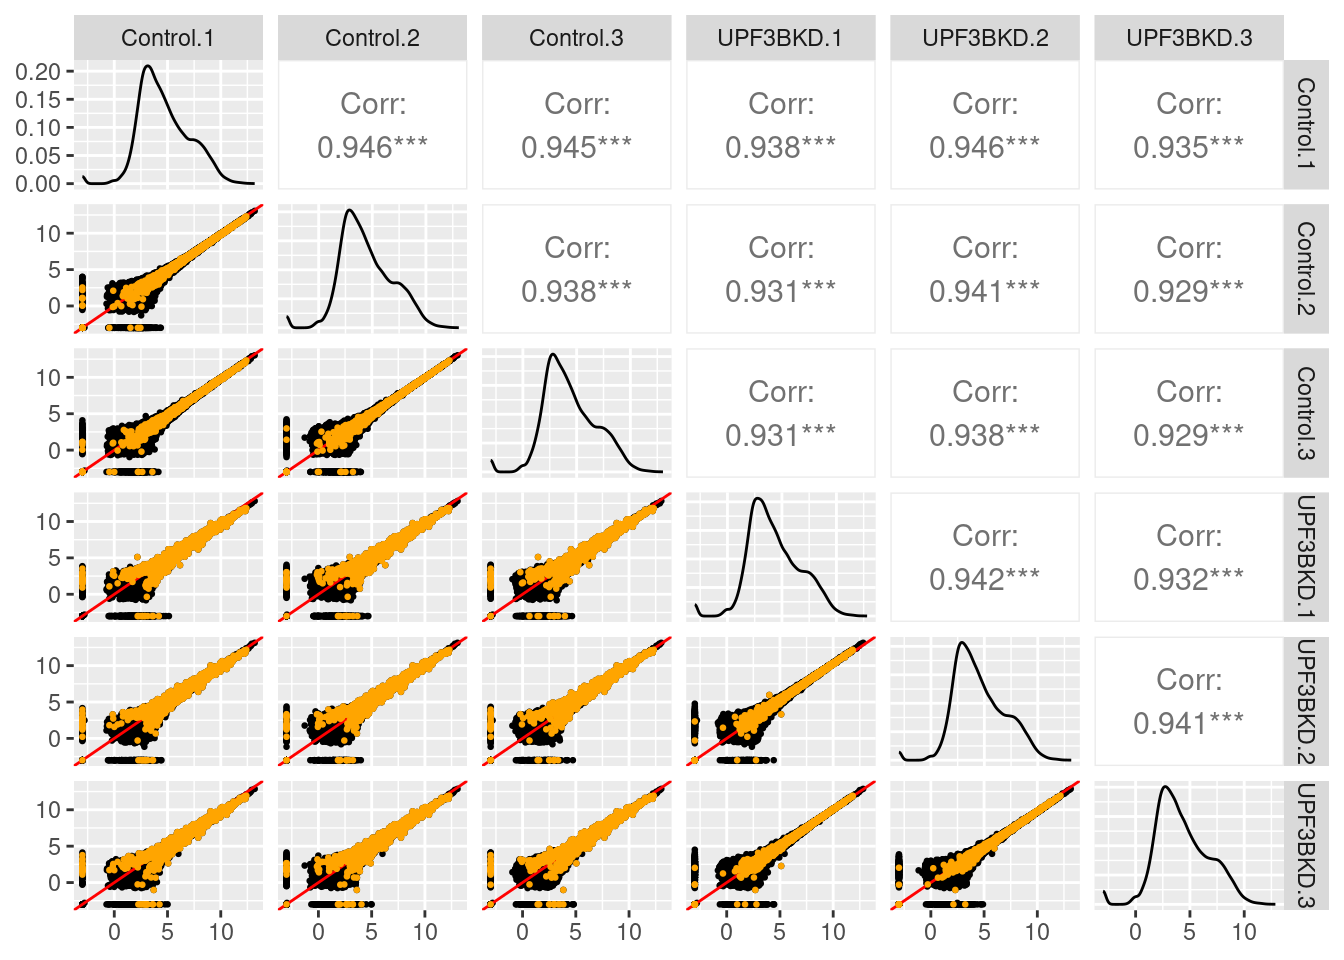 Control.1 Control.2 Control.3 UPF3BKD.1 UPF3BKD.2 UPF3BKD.3
0.20
0.15
0.10
0.05
0.00
Corr: Corr: Corr: Corr: Corr:
0.946*** 0.945*** 0.938*** 0.946*** 0.935***
Control.1
10
5
0
Corr: Corr: Corr: Corr:
0.938*** 0.931*** 0.941*** 0.929***
Control.2
10
5
0
Corr: Corr: Corr:
0.931*** 0.938*** 0.929***
Control.3
10
5
0
Corr: Corr:
0.942*** 0.932***
UPF3BKD.1
10
5
0
Corr:
0.941***
UPF3BKD.2
10
5
0
UPF3BKD.3
0 5 10 0 5 10 0 5 10 0 5 10 0 5 10 0 5 10